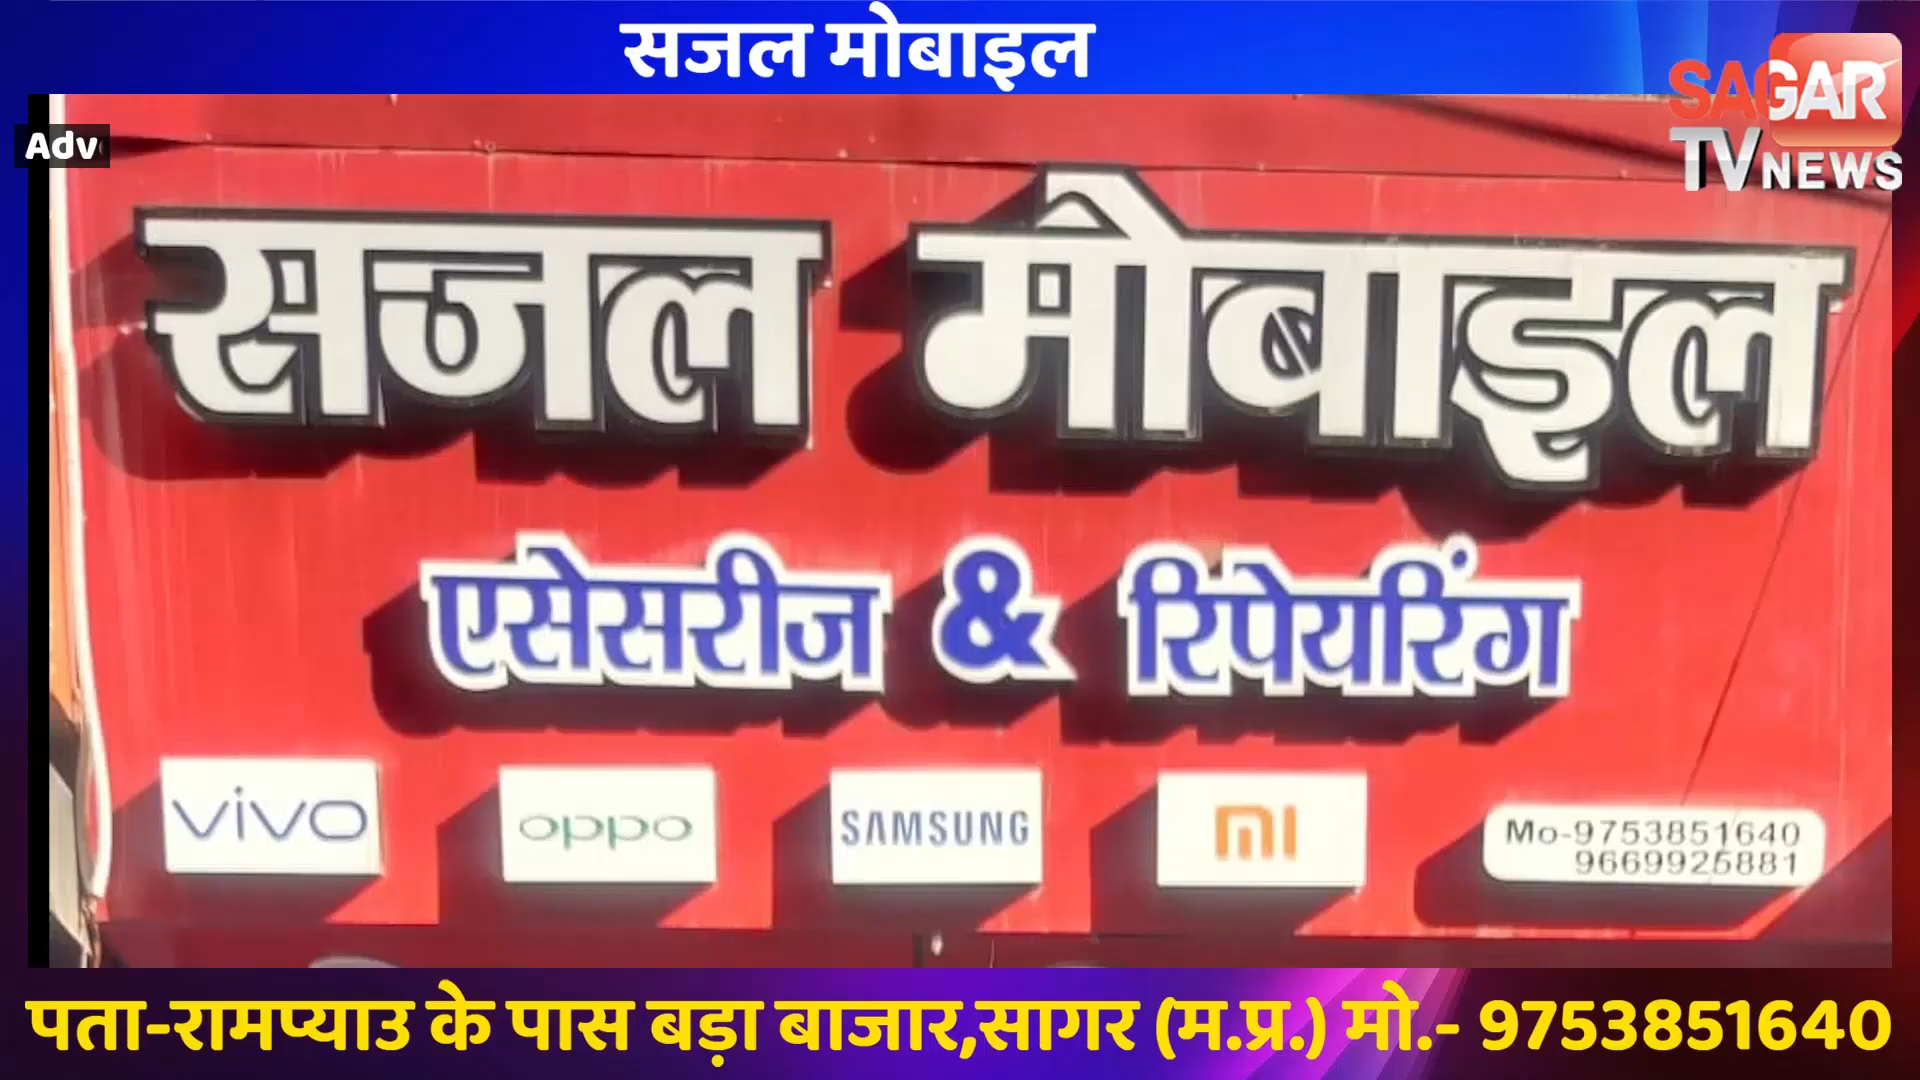 सजल मोबाइल
SAGAR
TV NEWS
Adv
सजल मोबाइल
एसेसरीज & रिपेयरिंग
vivo
oppo
SAMSUNG
mi
Mo-9753851640
9669925881
पता-रामप्याउ के पास बड़ा बाजार,सागर (म.प्र.) मो.- 9753851640